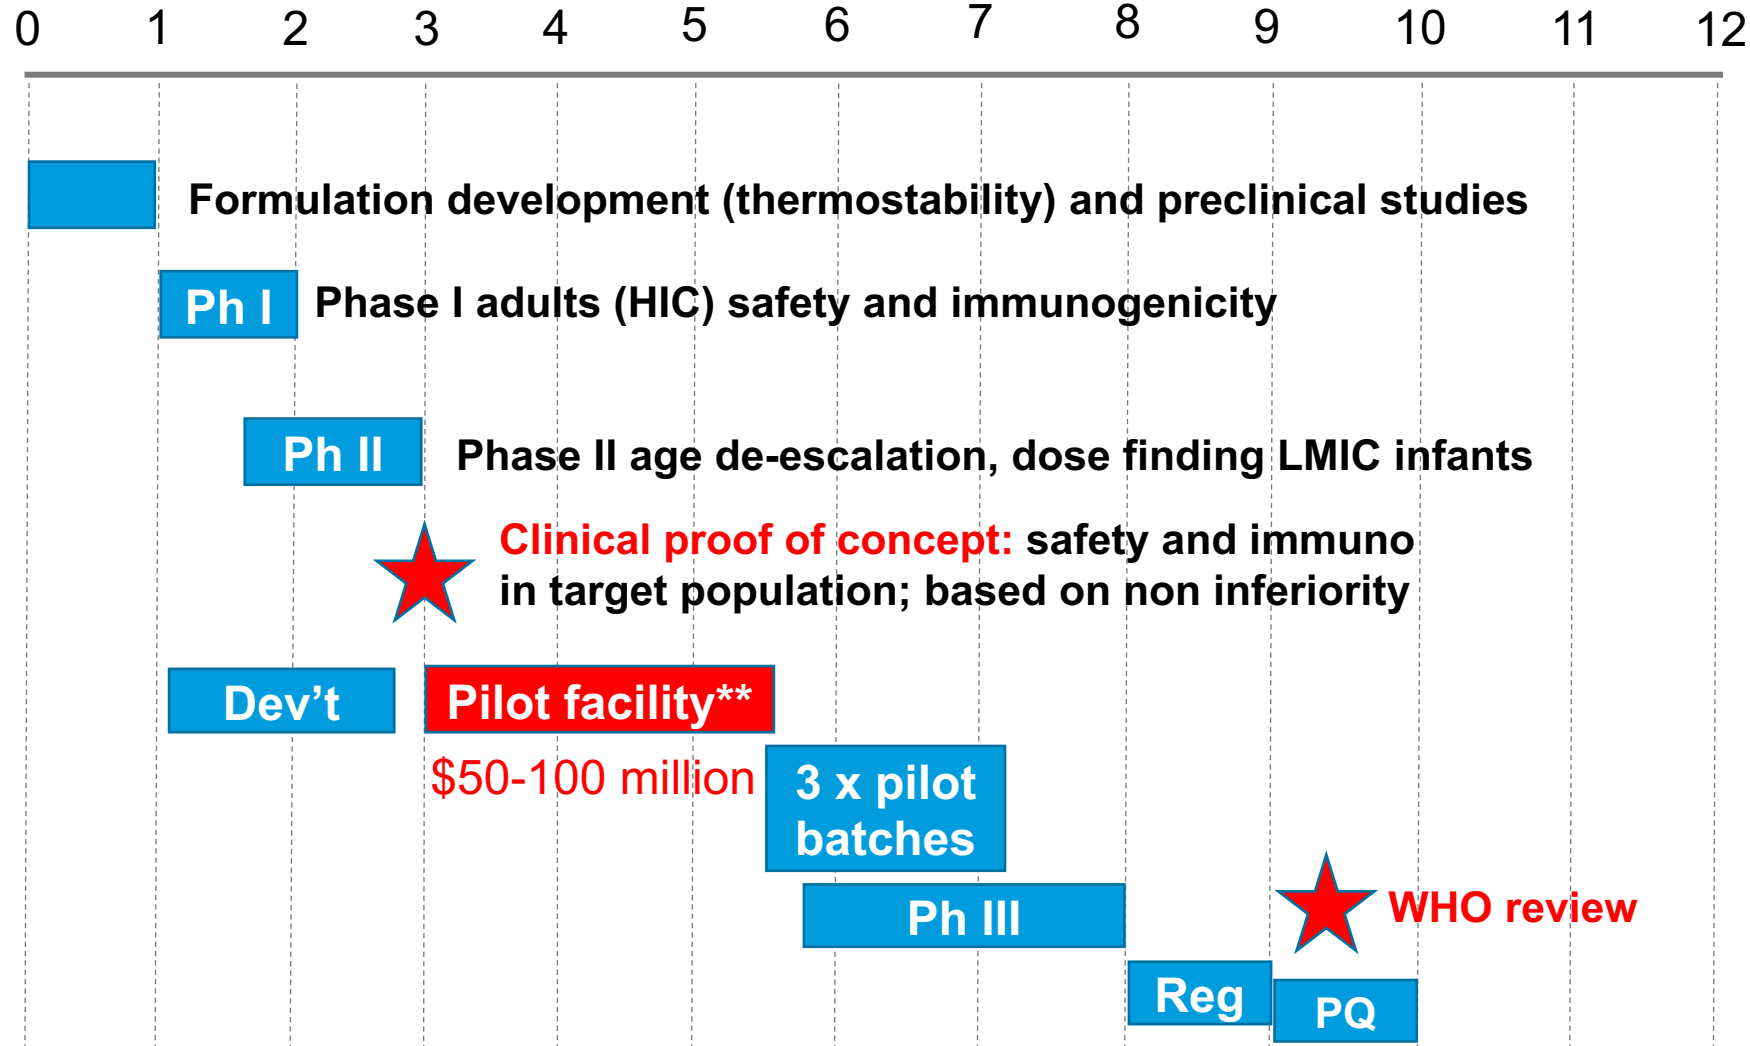 0 1 2 3 4 5 6 7 8 9 10 11 12
Formulation development (thermostability) and preclinical studies
Ph I
Phase I adults (HIC) safety and immunogenicity
Ph II
Phase II age de-escalation, dose finding LMIC infants
Clinical proof of concept: safety and immuno
in target population; based on non inferiority
Dev’t
Pilot facility**
$50-100 million
3 x pilot
batches
Ph III
WHO review
Reg
PQ